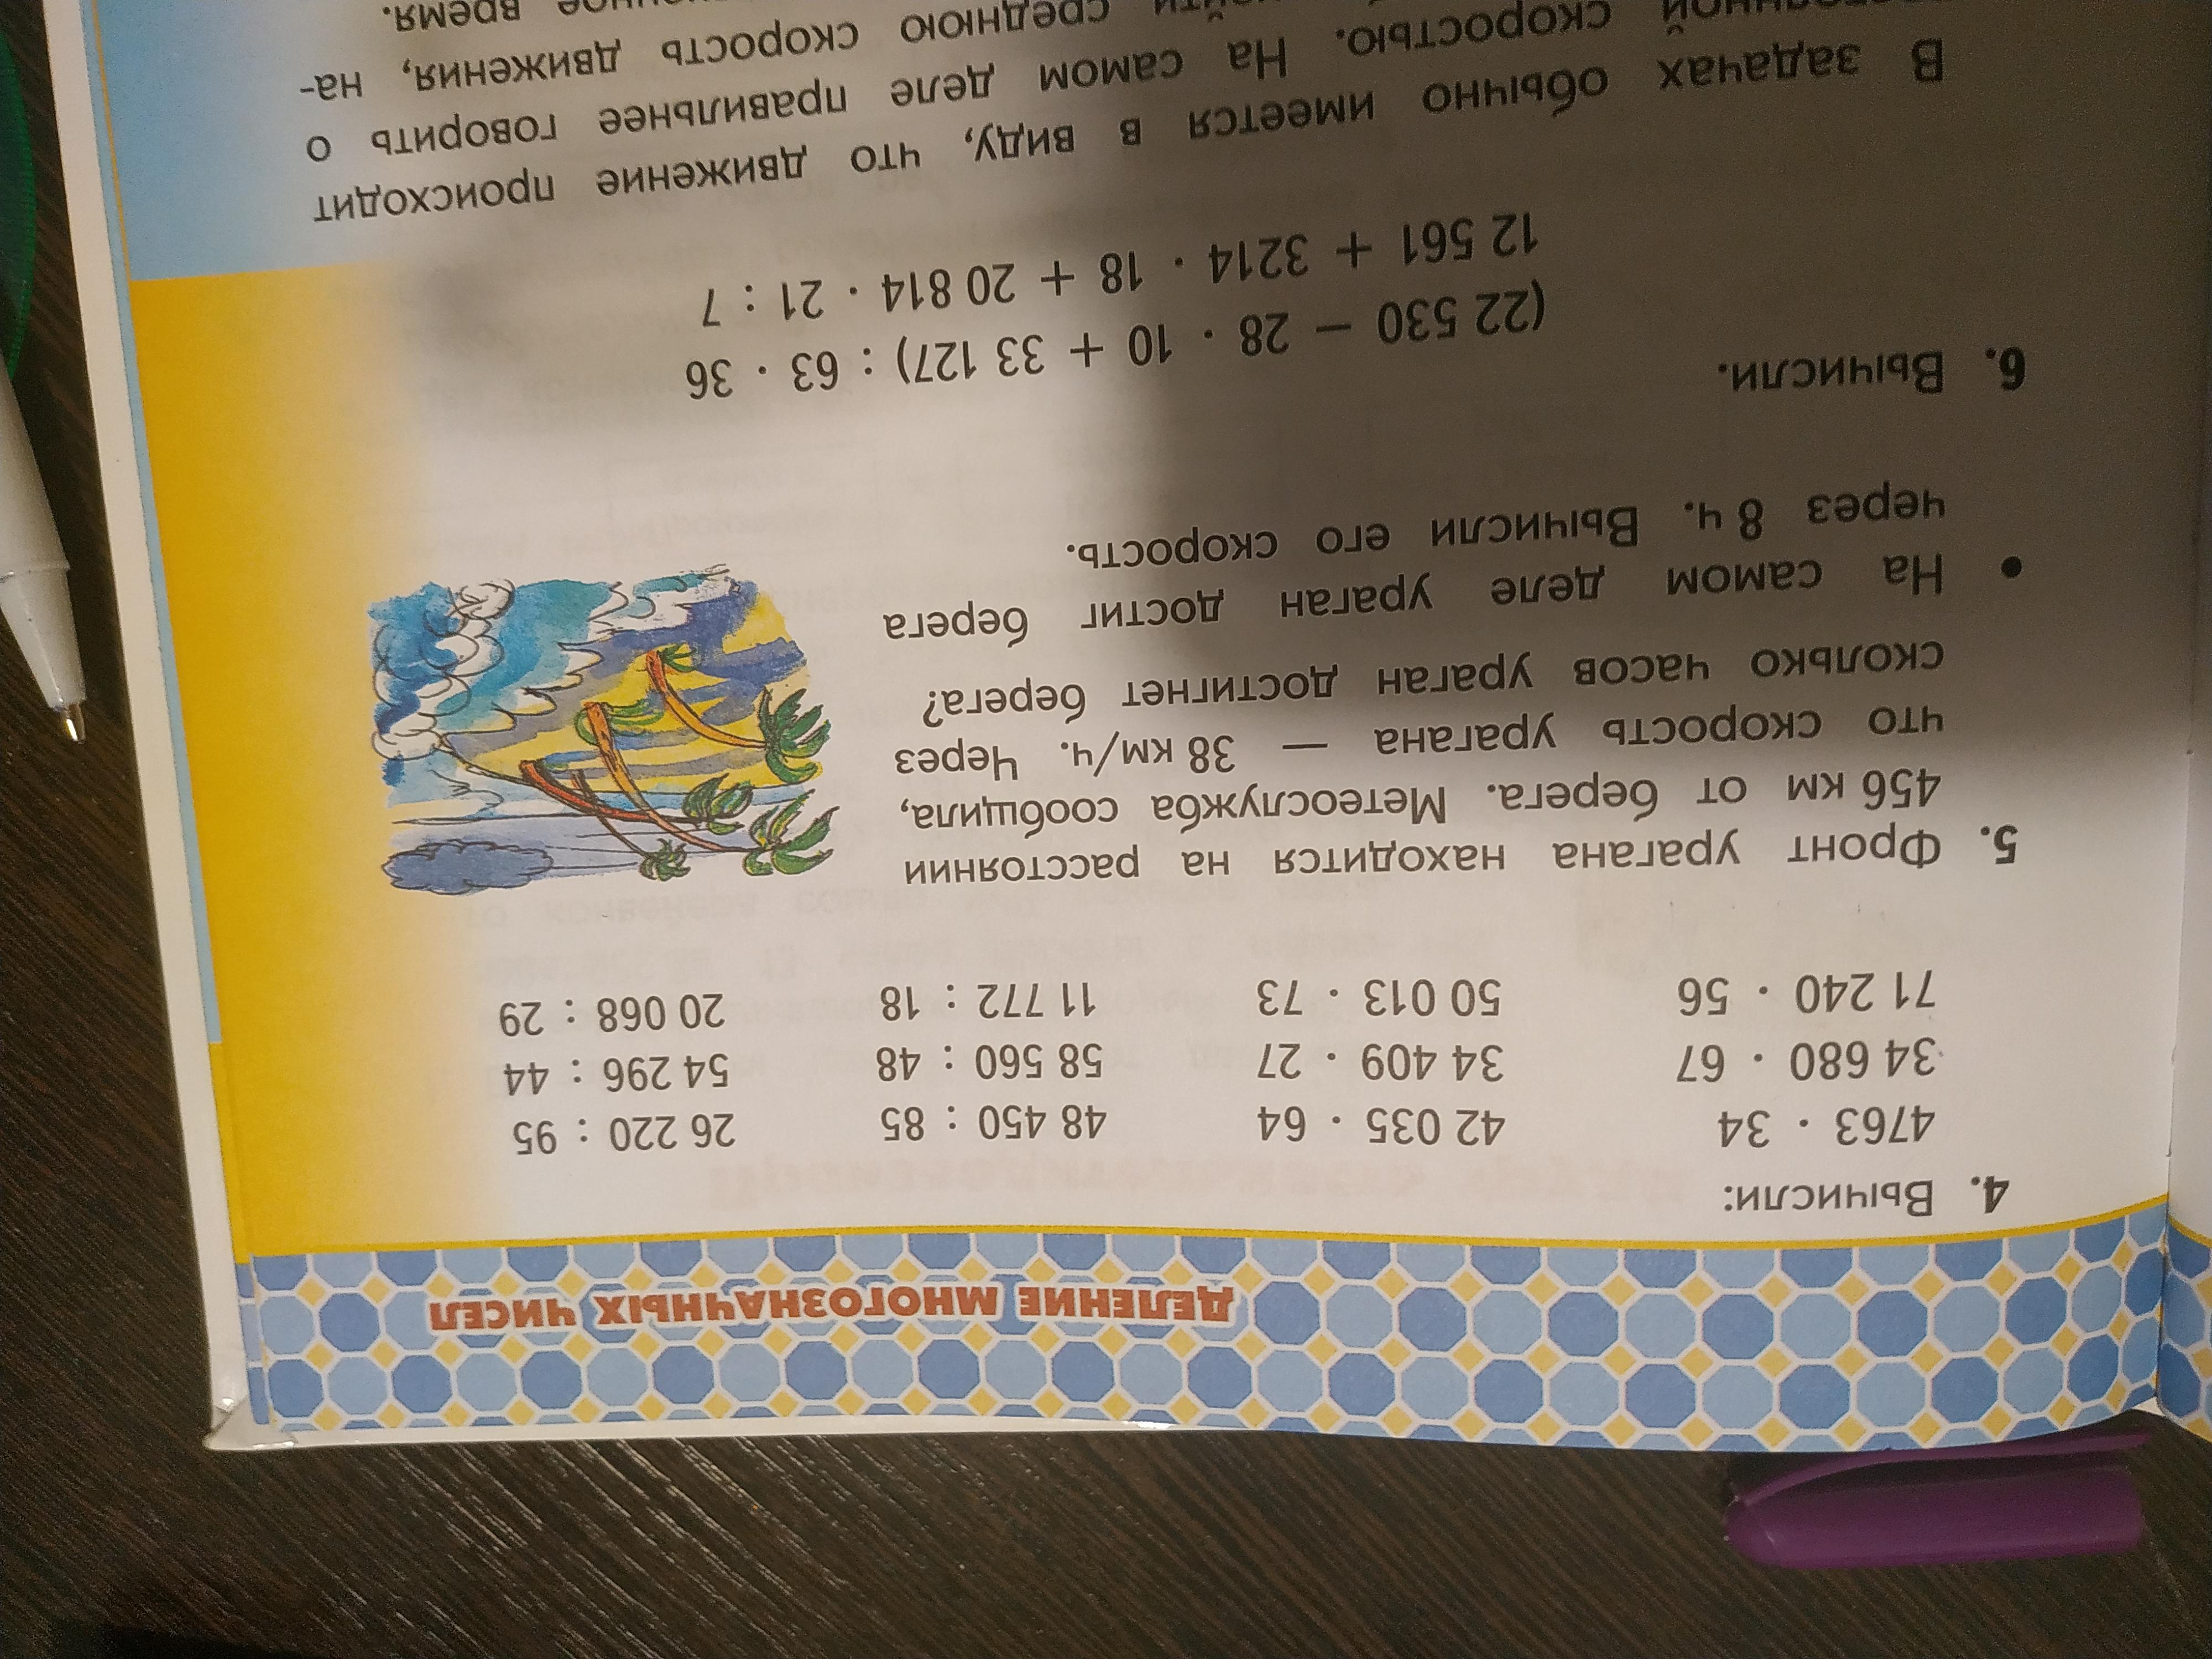 ДЕЛЕНИЕ МНОГОЗНАЧНЫХ ЧИСЕЛ
4. Вычисли:
4763 · 34 42 035 · 64 48 450 : 85 26 220 : 95
34 680 · 67 34 409 · 27 58 560 : 48 54 296 : 44
71 240 · 56 50 013 · 73 11 772 : 18 20 068 : 29
5. Фронт урагана находится на расстоянии
456 км от берега. Метеослужба сообщила,
что скорость урагана — 38 км/ч. Через
сколько часов ураган достигнет берега?
• На самом деле ураган достиг берега
через 8 ч. Вычисли его скорость.
6. Вычисли.
(22 530 − 28 · 10 + 33 127) : 63 · 36
12 561 + 3214 · 18 + 20 814 · 21 : 7
В задачах обычно имеется в виду, что движение происходит
скоростью. На самом деле правильнее говорить о
среднюю скорость движения, на-
время.